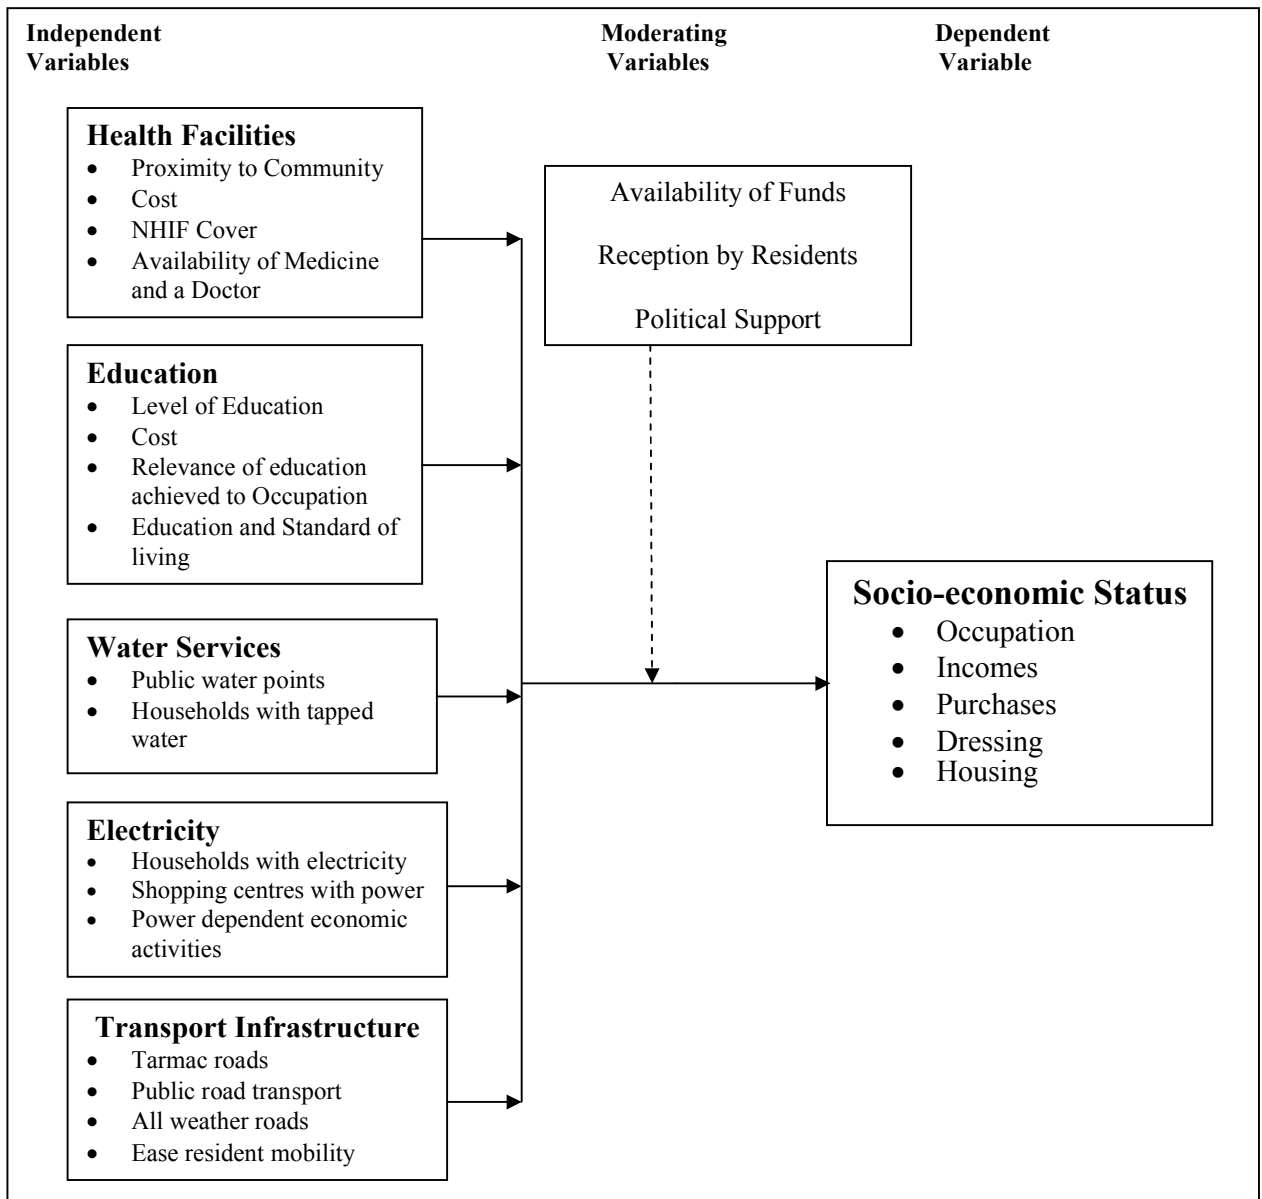 Independent
Variables
Moderating
Variables
Dependent
Variable
Health Facilities
• Proximity to Community
• Cost
• NHIF Cover
• Availability of Medicine
and a Doctor
Education
• Level of Education
• Cost
• Relevance of education
achieved to Occupation
• Education and Standard of
living
Water Services
• Public water points
• Households with tapped
water
Electricity
• Households with electricity
• Shopping centres with power
• Power dependent economic
activities
Transport Infrastructure
• Tarmac roads
• Public road transport
• All weather roads
• Ease resident mobility
Availability of Funds
Reception by Residents
Political Support
Socio-economic Status
• Occupation
• Incomes
• Purchases
• Dressing
• Housing